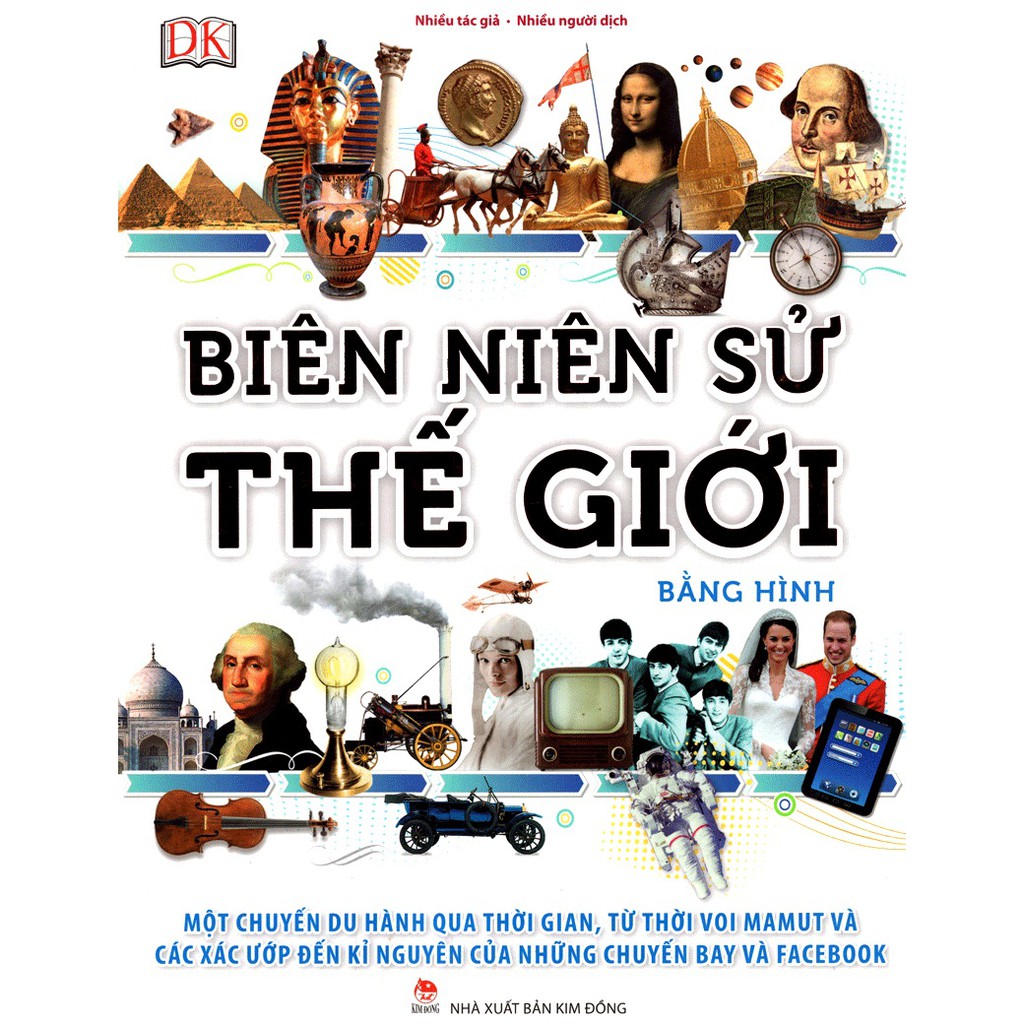 DK
Nhiều tác giả · Nhiều người dịch
BIÊN NIÊN SỬ
THẾ GIỚI
BẰNG HÌNH
MỘT CHUYẾN DU HÀNH QUA THỜI GIAN, TỪ THỜI VOI MAMUT VÀ
CÁC XÁC ƯỚP ĐẾN KỈ NGUYÊN CỦA NHỮNG CHUYẾN BAY VÀ FACEBOOK
KIM ĐỒNG
NHÀ XUẤT BẢN KIM ĐỒNG